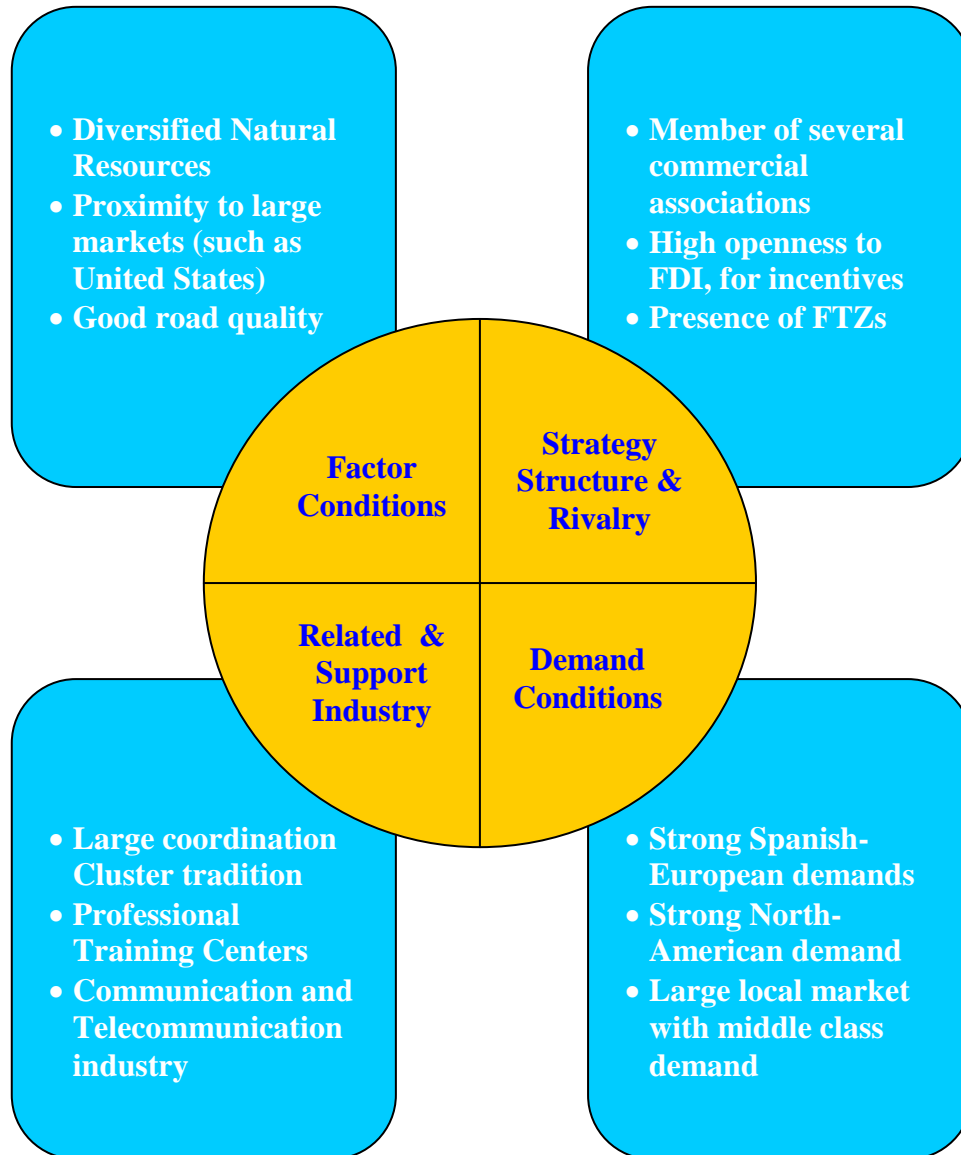 • Diversified Natural
Resources
• Proximity to large
markets (such as
United States)
• Good road quality
• Member of several
commercial
associations
• High openness to
FDI, for incentives
• Presence of FTZs
Factor
Conditions
Strategy
Structure &
Rivalry
Related &
Support
Industry
Demand
Conditions
• Large coordination
Cluster tradition
• Professional
Training Centers
• Communication and
Telecommunication
industry
• Strong Spanish-
European demands
• Strong North-
American demand
• Large local market
with middle class
demand